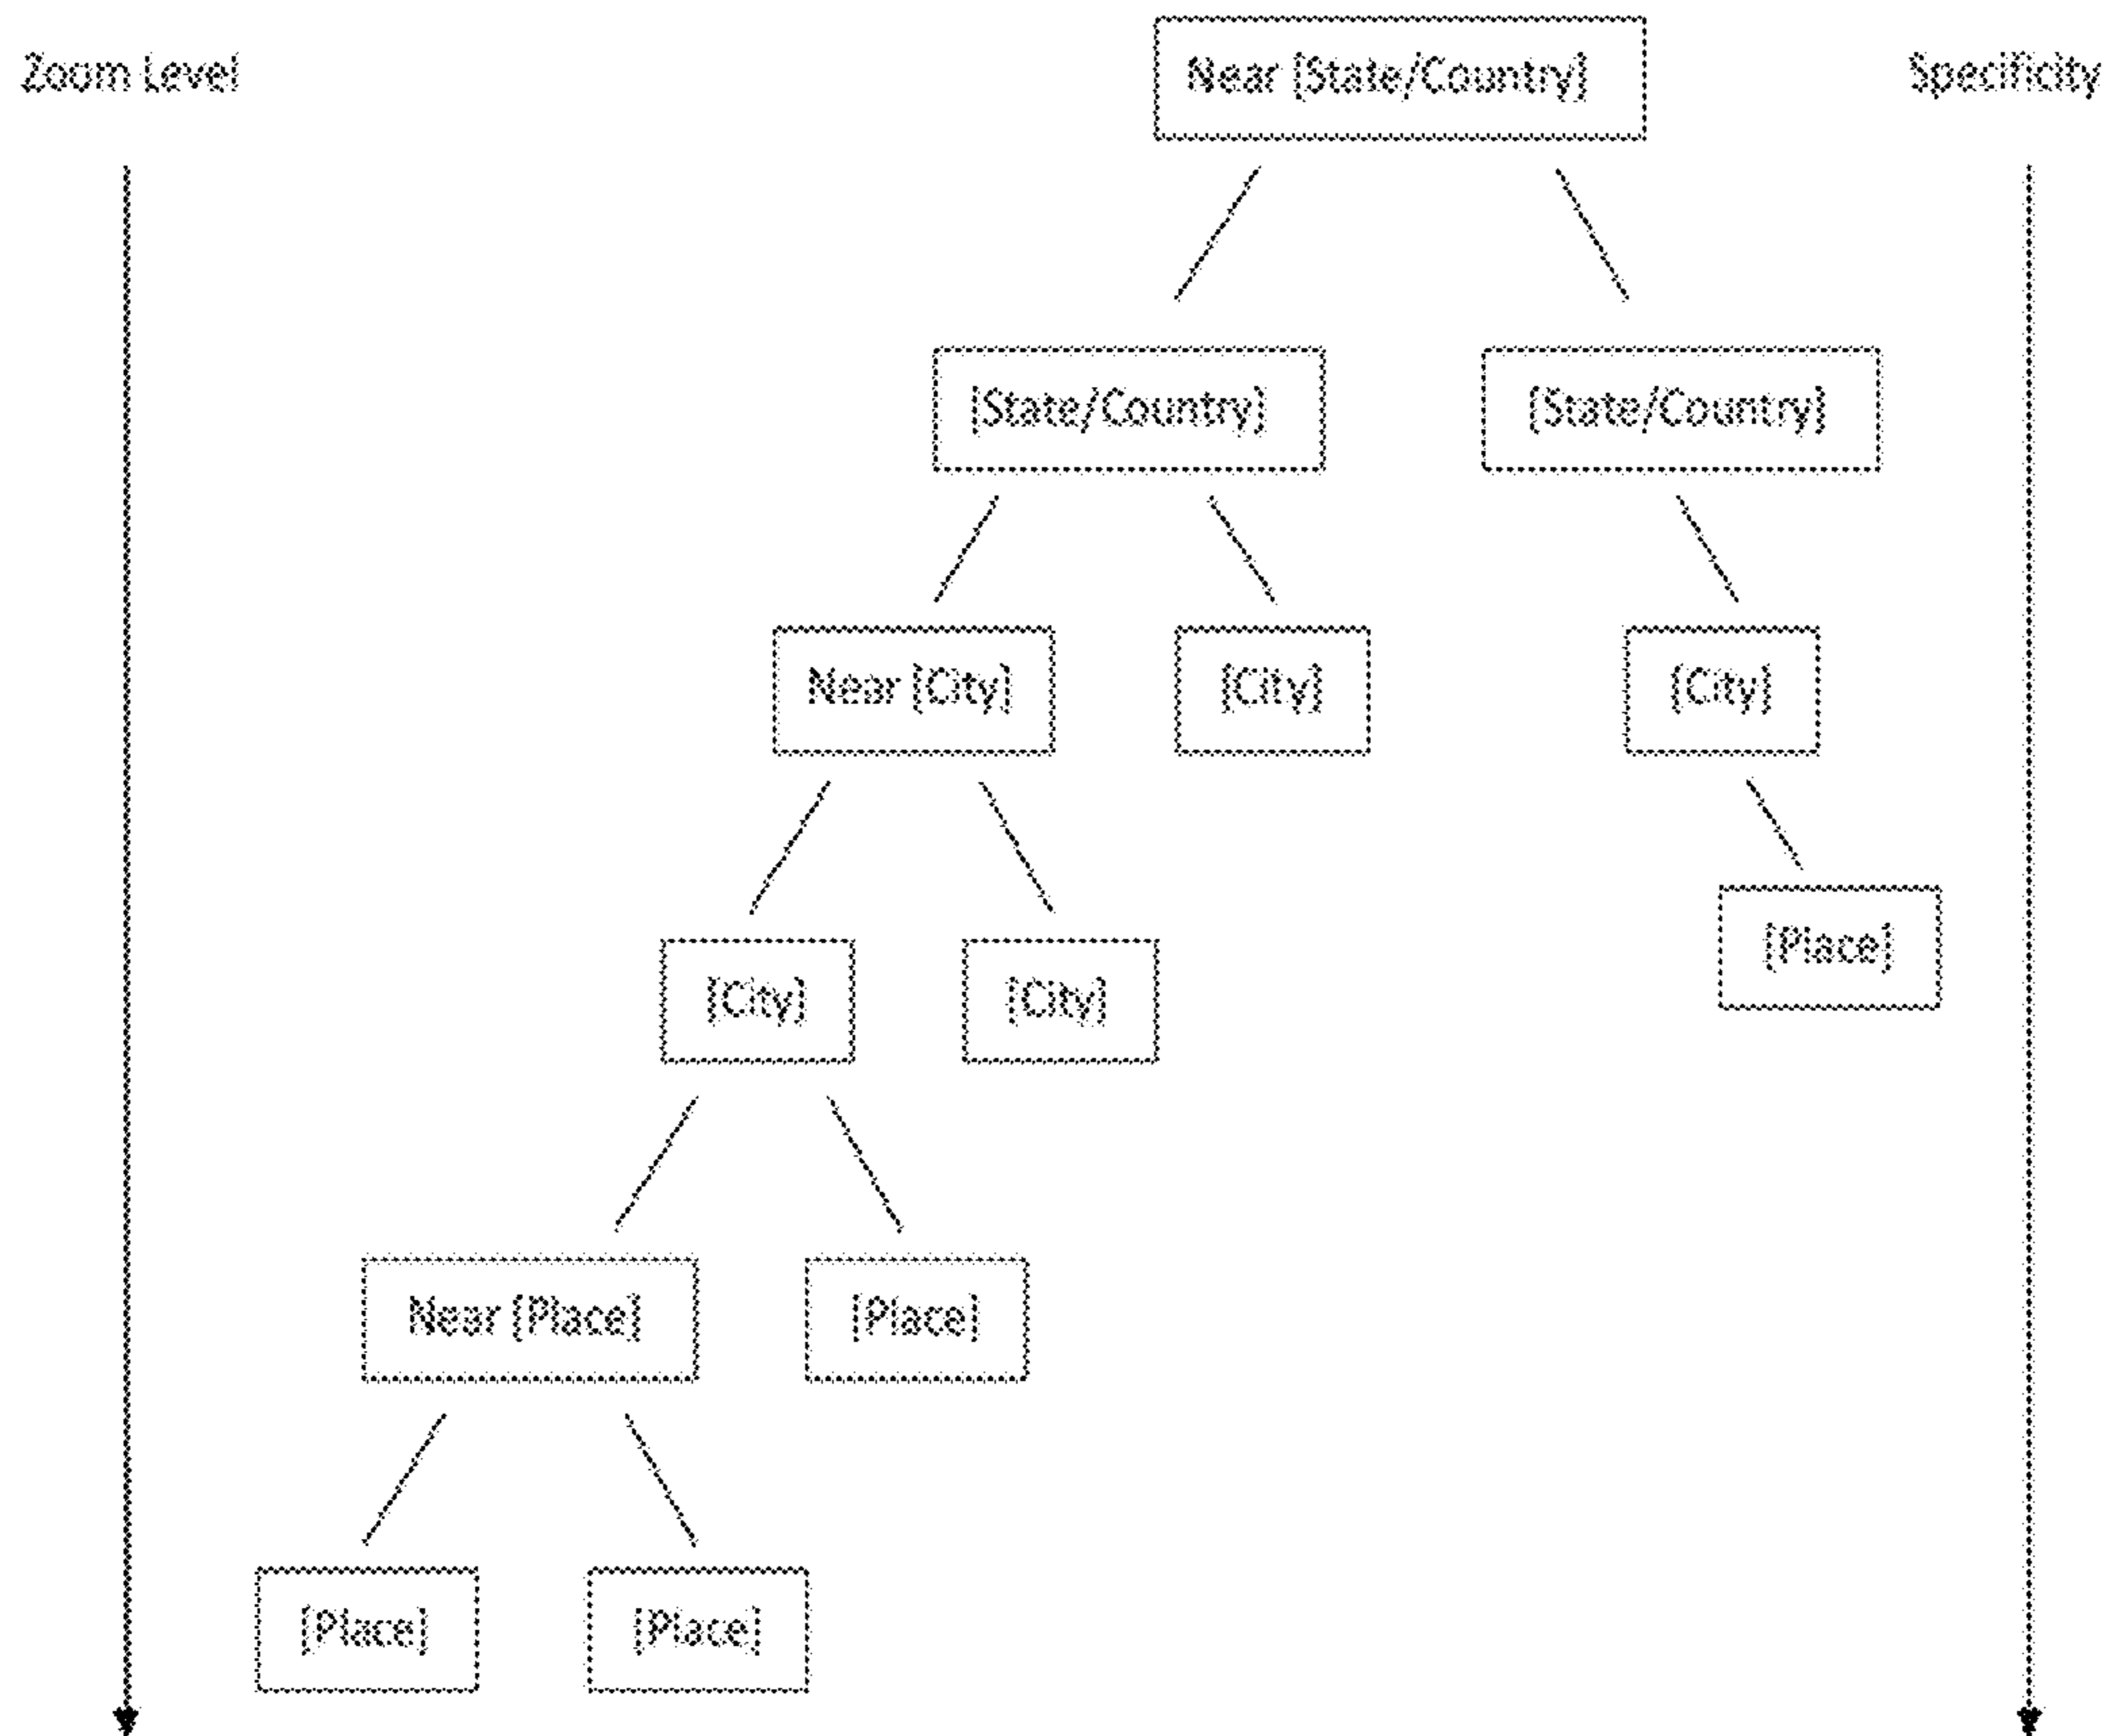 Zoom Level
Near [State/Country]
Specificity
[State/Country]
[State/Country]
Near [City]
[City]
[City]
[Place]
[City]
[City]
Near [Place]
[Place]
[Place]
[Place]